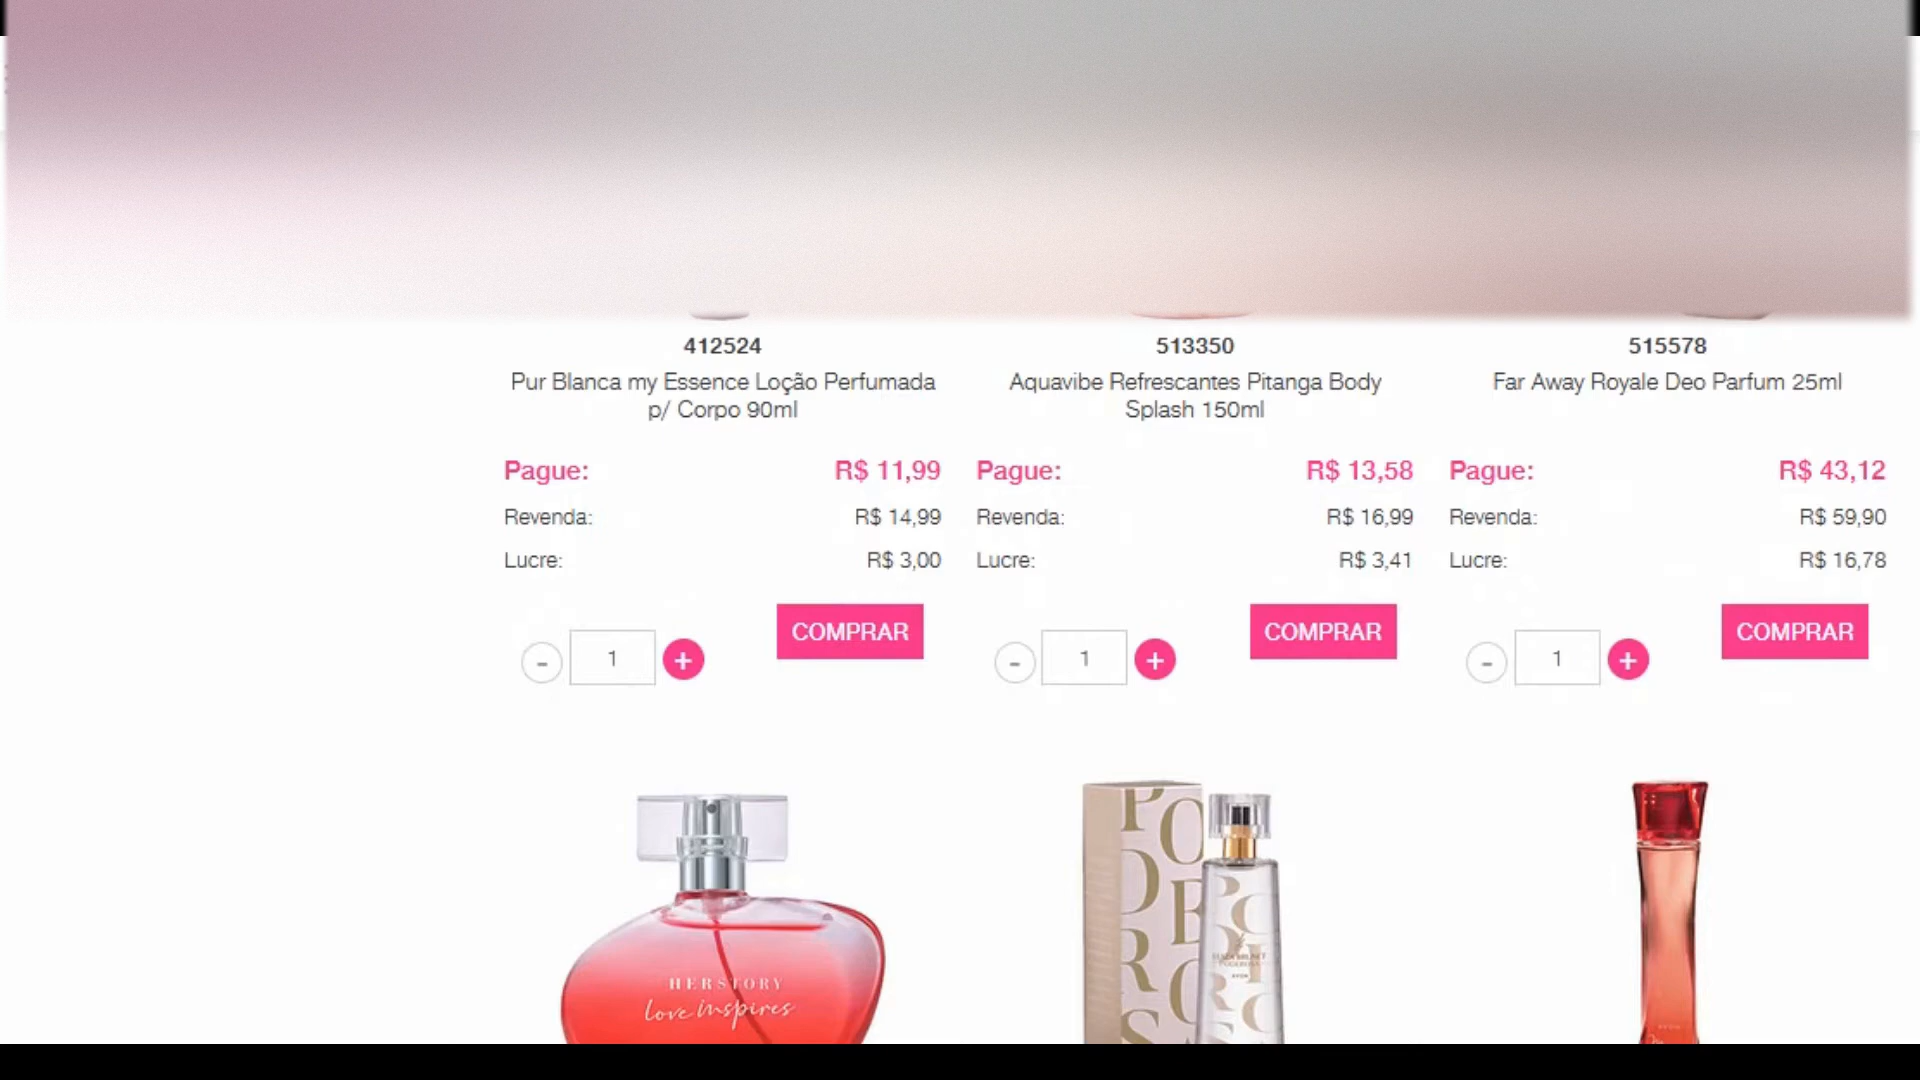 412524
Pur Blanca my Essence Loção Perfumada
p/ Corpo 90ml
Pague: R$ 11,99
Revenda: R$ 14,99
Lucre: R$ 3,00
- 1 + COMPRAR
513350
Aquavibe Refrescantes Pitanga Body
Splash 150ml
Pague: R$ 13,58
Revenda: R$ 16,99
Lucre: R$ 3,41
- 1 + COMPRAR
515578
Far Away Royale Deo Parfum 25ml
Pague: R$ 43,12
Revenda: R$ 59,90
Lucre: R$ 16,78
- 1 + COMPRAR
HERSTORY
love inspires
AVON